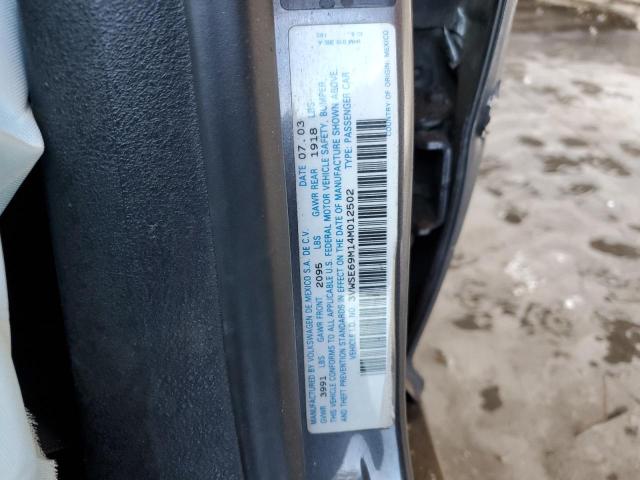 MANUFACTURED BY VOLKSWAGEN DE MEXICO S.A. DE C.V. DATE 07.03
GVWR 3991 LBS GAWR FRONT 2095 LBS GAWR REAR 1918 LBS
THIS VEHICLE CONFORMS TO ALL APPLICABLE U.S. FEDERAL MOTOR VEHICLE SAFETY, BUMPER,
AND THEFT PREVENTION STANDARDS IN EFFECT ON THE DATE OF MANUFACTURE SHOWN ABOVE.
VEHICLE I.D. NO. 3VWSE69M14M012502 TYPE: PASSENGER CAR
COUNTRY OF ORIGIN: MEXICO